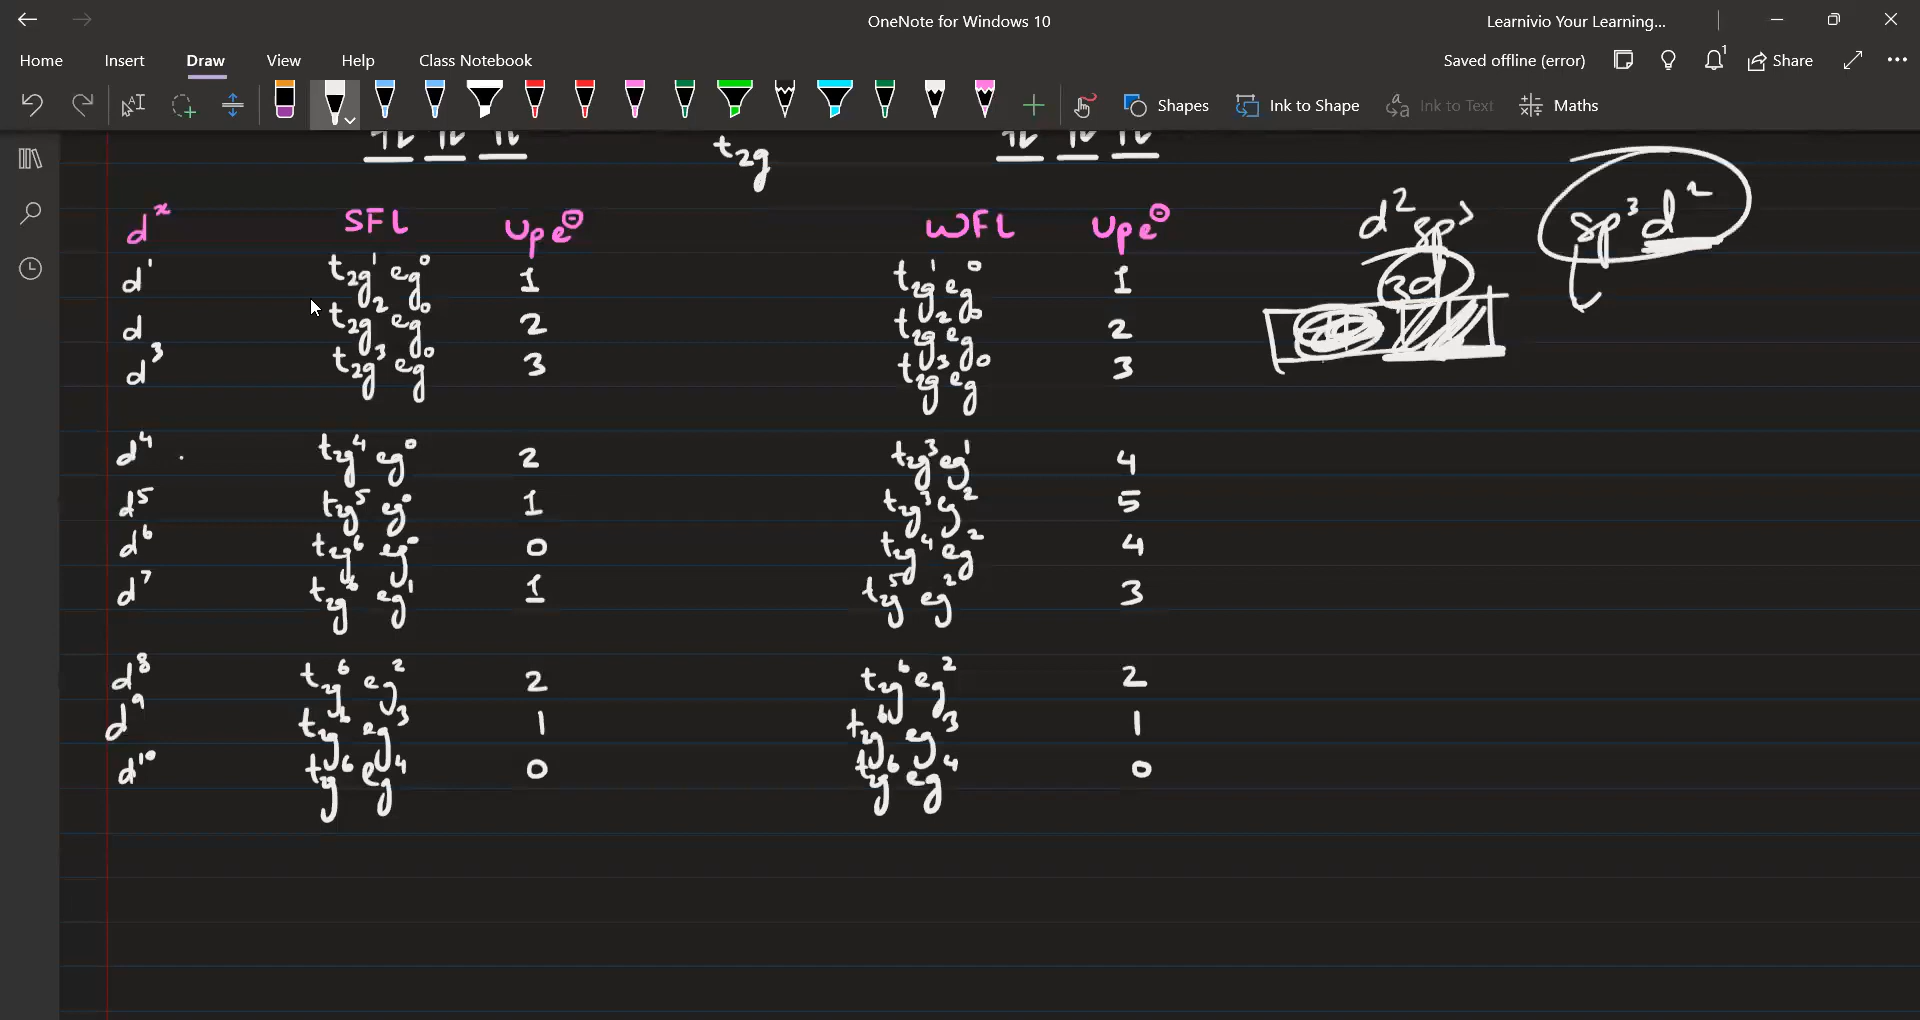 OneNote for Windows 10
Learnivio Your Learning...
Home Insert Draw View Help Class Notebook
Saved offline (error) 1 Share
Shapes Ink to Shape Ink to Text Maths
t₂g
dˣ SFL Upe⊖ WFL Upe⊖
d¹ t₂g¹ eg⁰ 1 t₂g¹ eg⁰ 1
d t₂g² eg⁰ 2 t₂g² eg⁰ 2
d³ t₂g³ eg⁰ 3 t₂g³ eg⁰ 3
d⁴ t₂g⁴ eg⁰ 2 t₂g³ eg¹ 4
d⁵ t₂g⁵ eg⁰ 1 t₂g³ eg² 5
d⁶ t₂g⁶ eg⁰ 0 t₂g⁴ eg² 4
d⁷ t₂g⁶ eg¹ 1 t₂g⁵ eg² 3
d⁸ t₂g⁶ eg² 2 t₂g⁶ eg² 2
d⁹ t₂g⁶ eg³ 1 t₂g⁶ eg³ 1
d¹⁰ t₂g⁶ eg⁴ 0 t₂g⁶ eg⁴ 0
d²sp³ sp³d²
3d